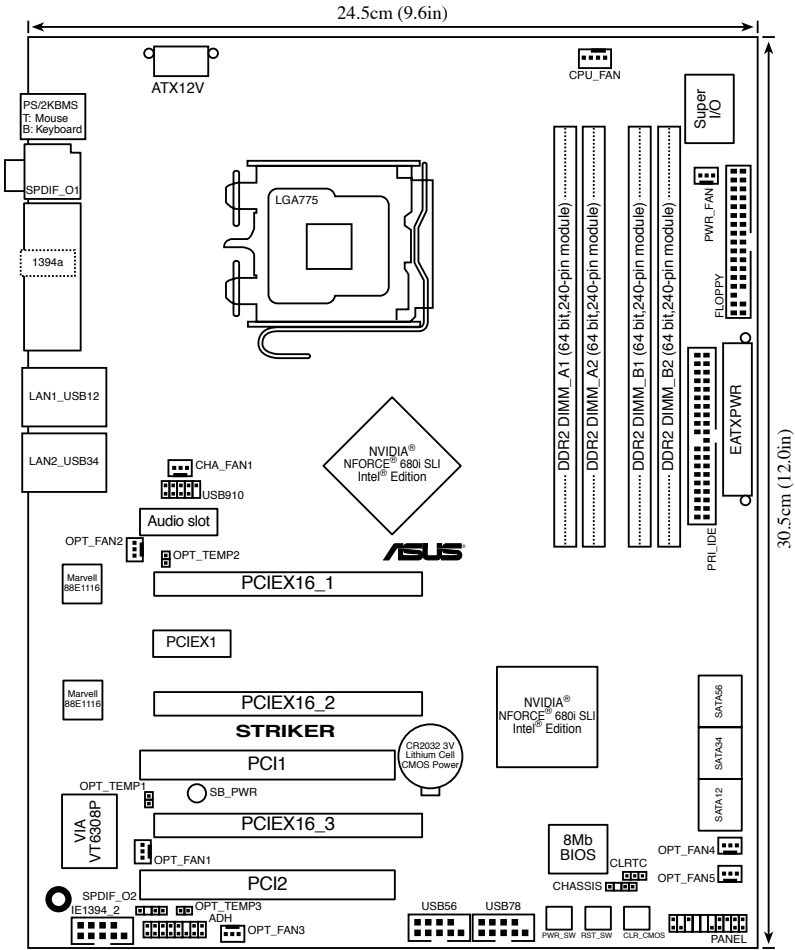 24.5cm (9.6in)
ATX12V
CPU_FAN
Super
I/O
PS/2KBMS
T: Mouse
B: Keyboard
SPDIF_O1
LGA775
PWR_FAN
FLOPPY
1394a
DDR2 DIMM_A1 (64 bit,240-pin module)
DDR2 DIMM_A2 (64 bit,240-pin module)
DDR2 DIMM_B1 (64 bit,240-pin module)
DDR2 DIMM_B2 (64 bit,240-pin module)
EATXPWR
PRI_IDE
30.5cm (12.0in)
LAN1_USB12
LAN2_USB34
NVIDIA®
NFORCE® 680i SLI
Intel® Edition
CHA_FAN1
USB910
Audio slot
OPT_FAN2
OPT_TEMP2
ASUS
Marvell
88E1116
PCIEX16_1
PCIEX1
Marvell
88E1116
PCIEX16_2
STRIKER
NVIDIA®
NFORCE® 680i SLI
Intel® Edition
SATA56
SATA34
SATA12
CR2032 3V
Lithium Cell
CMOS Power
PCI1
OPT_TEMP1
SB_PWR
VIA
VT6308P
PCIEX16_3
OPT_FAN1
8Mb
BIOS
OPT_FAN4
CLRTC
CHASSIS
OPT_FAN5
PCI2
SPDIF_O2
IE1394_2
OPT_TEMP3
ADH
OPT_FAN3
USB56
USB78
PWR_SW
RST_SW
CLR_CMOS
PANEL